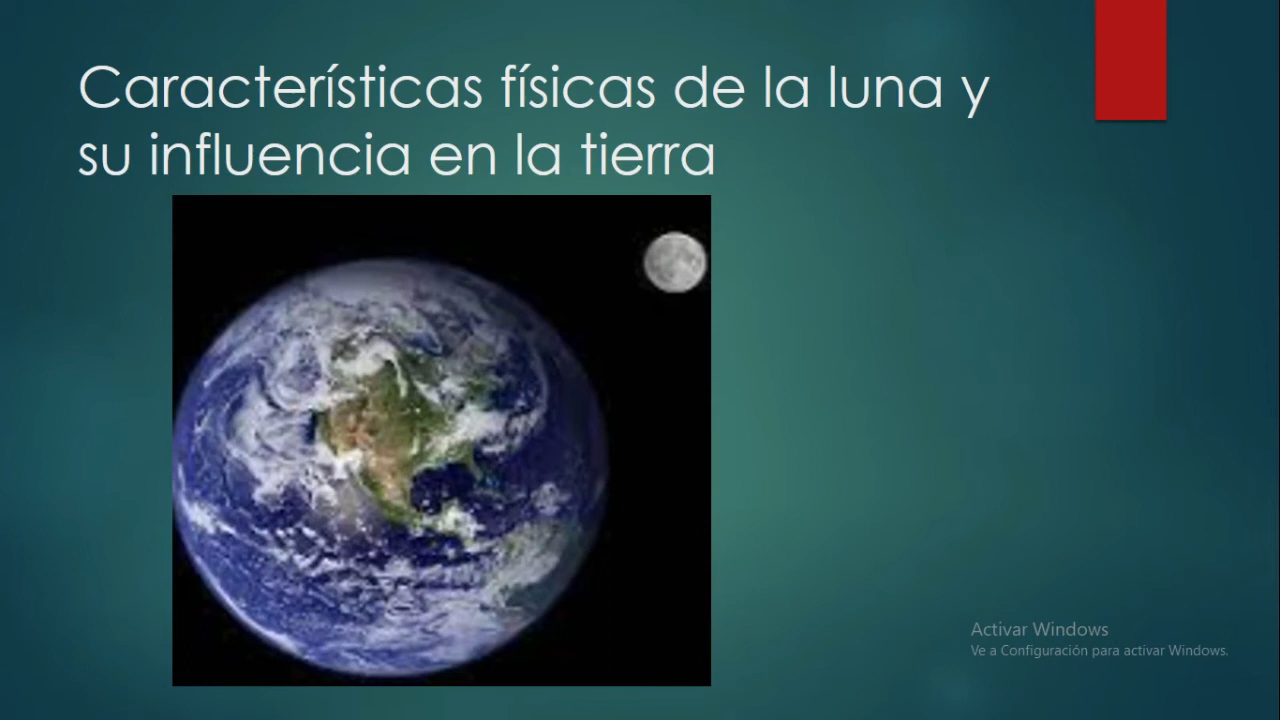 Características físicas de la luna y
su influencia en la tierra
Activar Windows
Ve a Configuración para activar Windows.